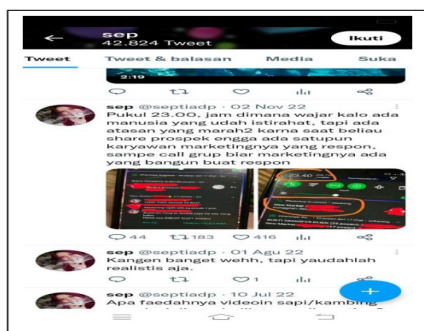 sep
42.824 Tweet
Ikuti
Tweet Tweet & balasan Media Suka
2:19
sep @septiadp · 02 Nov 22
Pukul 23.00, jam dimana wajar kalo ada
manusia yang udah istirahat, tapi ada
atasan yang marah2 karna saat beliau
share prospek engga ada satupun
karyawan marketingnya yang respon,
sampe call grup biar marketingnya ada
yang bangun buat respon
23.40
44 183 416
sep @septiadp · 01 Agu 22
Kangen banget wehh, tapi yaudahlah
realistis aja.
1
sep @septiadp · 10 Jul 22
Apa faedahnya videoin sapi/kambing